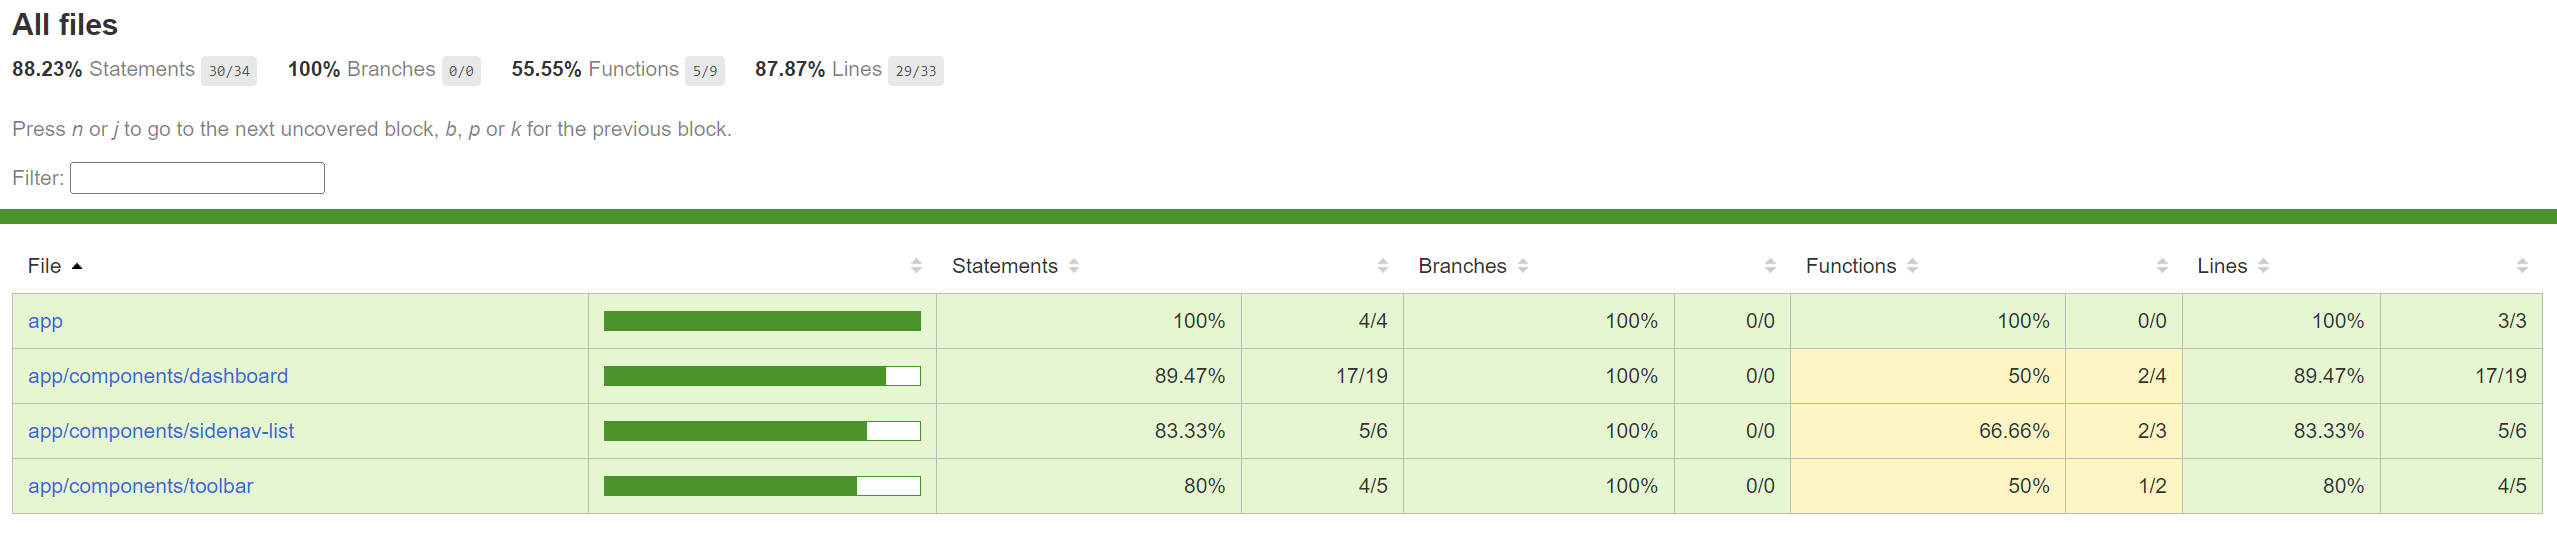 All files
88.23% Statements 30/34 100% Branches 0/0 55.55% Functions 5/9 87.87% Lines 29/33
Press n or j to go to the next uncovered block, b, p or k for the previous block.
Filter:
File Statements Branches Functions Lines
app 100% 4/4 100% 0/0 100% 0/0 100% 3/3
app/components/dashboard 89.47% 17/19 100% 0/0 50% 2/4 89.47% 17/19
app/components/sidenav-list 83.33% 5/6 100% 0/0 66.66% 2/3 83.33% 5/6
app/components/toolbar 80% 4/5 100% 0/0 50% 1/2 80% 4/5